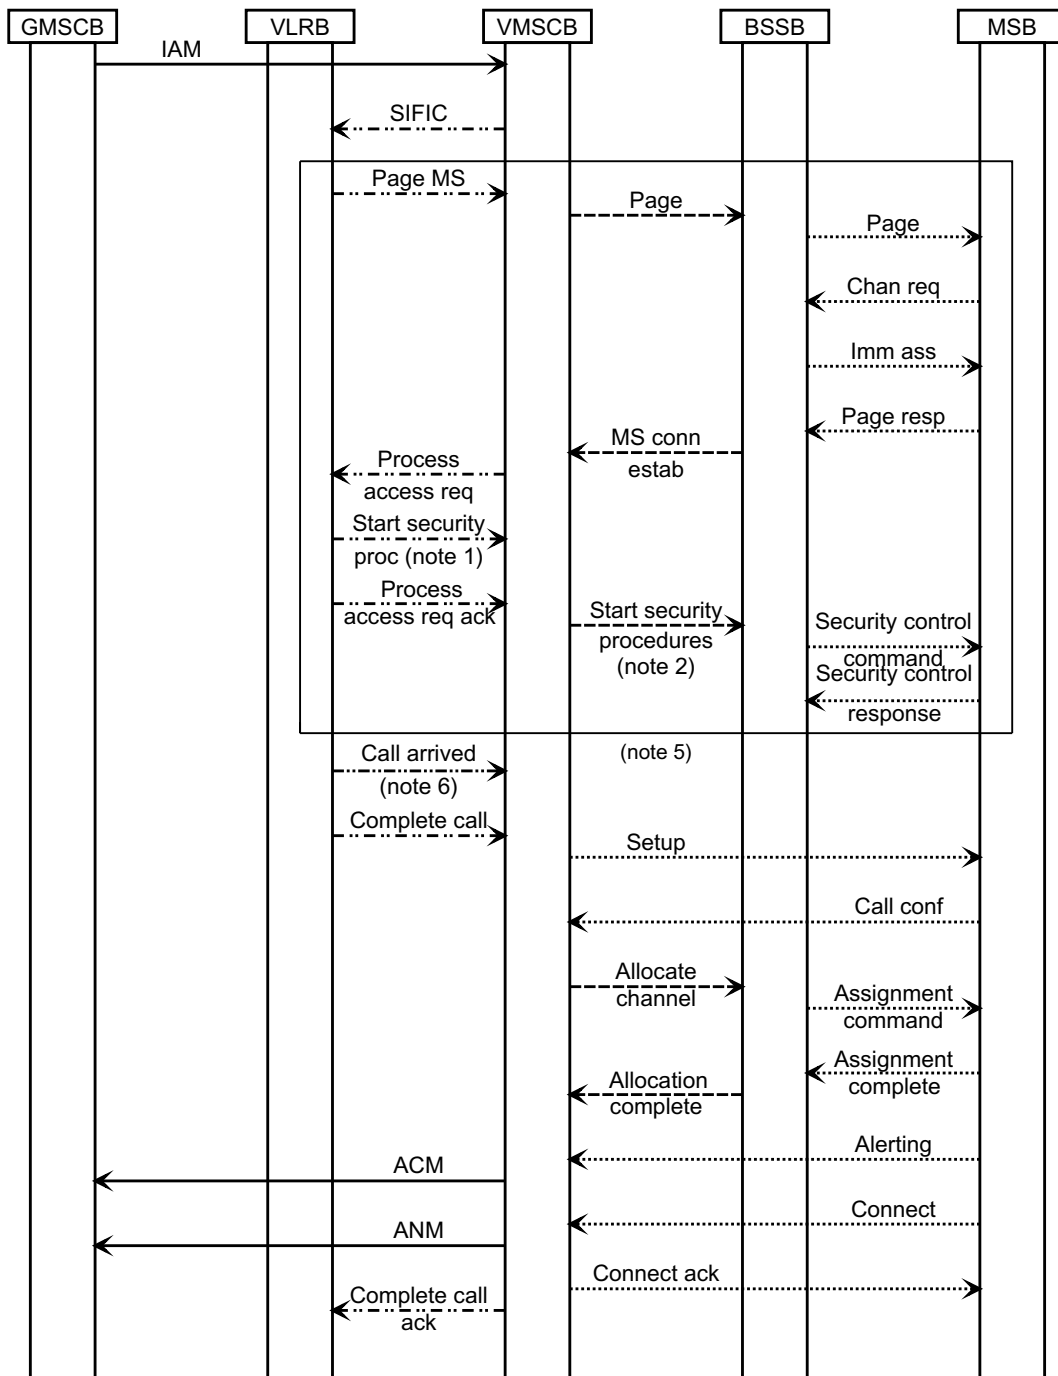 GMSCB VLRB VMSCB BSSB MSB
IAM
SIFIC
Page MS
Page
Page
Chan req
Imm ass
Page resp
MS conn
estab
Process
access req
Start security
proc (note 1)
Process
access req ack
Start security
procedures
(note 2)
Security control
command
Security control
response
(note 5)
Call arrived
(note 6)
Complete call
Setup
Call conf
Allocate
channel
Assignment
command
Assignment
complete
Allocation
complete
Alerting
ACM
Connect
ANM
Connect ack
Complete call
ack